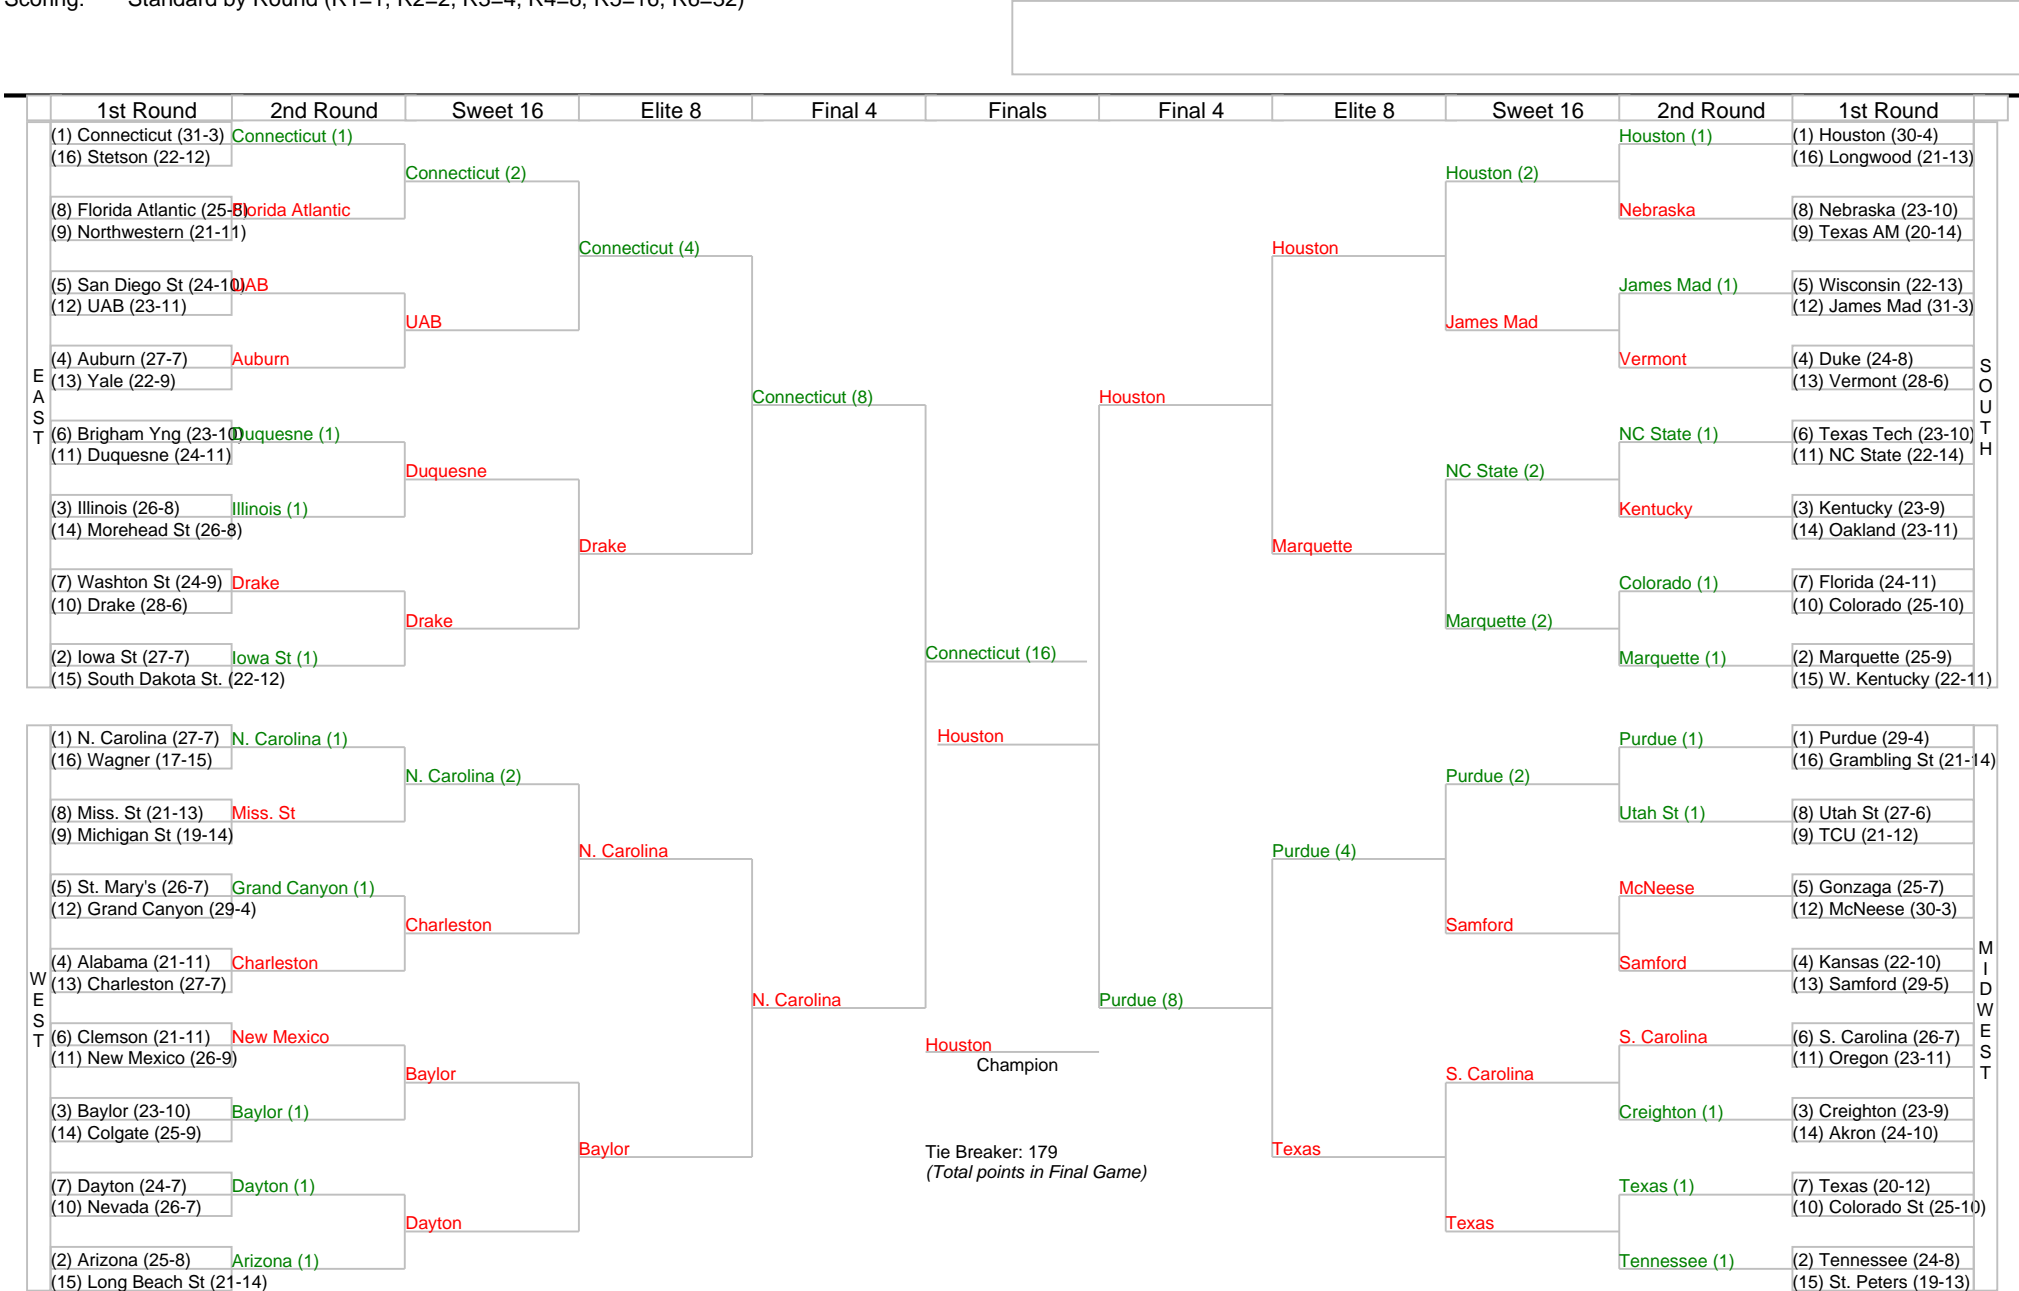 Scoring: Standard by Round (R1=1, R2=2, R3=4, R4=8, R5=16, R6=32)
1st Round 2nd Round Sweet 16 Elite 8 Final 4 Finals Final 4 Elite 8 Sweet 16 2nd Round 1st Round
EAST
(1) Connecticut (31-3)
(16) Stetson (22-12)
(8) Florida Atlantic (25-8)
(9) Northwestern (21-11)
(5) San Diego St (24-10)
(12) UAB (23-11)
(4) Auburn (27-7)
(13) Yale (22-9)
(6) Brigham Yng (23-10)
(11) Duquesne (24-11)
(3) Illinois (26-8)
(14) Morehead St (26-8)
(7) Washton St (24-9)
(10) Drake (28-6)
(2) Iowa St (27-7)
(15) South Dakota St. (22-12)
Connecticut (1)
Florida Atlantic
UAB
Auburn
Duquesne (1)
Illinois (1)
Drake
Iowa St (1)
Connecticut (2)
UAB
Duquesne
Drake
Connecticut (4)
Drake
Connecticut (8)
WEST
(1) N. Carolina (27-7)
(16) Wagner (17-15)
(8) Miss. St (21-13)
(9) Michigan St (19-14)
(5) St. Mary's (26-7)
(12) Grand Canyon (29-4)
(4) Alabama (21-11)
(13) Charleston (27-7)
(6) Clemson (21-11)
(11) New Mexico (26-9)
(3) Baylor (23-10)
(14) Colgate (25-9)
(7) Dayton (24-7)
(10) Nevada (26-7)
(2) Arizona (25-8)
(15) Long Beach St (21-14)
N. Carolina (1)
Miss. St
Grand Canyon (1)
Charleston
New Mexico
Baylor (1)
Dayton (1)
Arizona (1)
N. Carolina (2)
Charleston
Baylor
Dayton
N. Carolina
Baylor
N. Carolina
Connecticut (16)
Houston
Houston
Champion
Tie Breaker: 179
(Total points in Final Game)
Houston
Purdue (8)
Houston
Marquette
Houston (2)
James Mad
NC State (2)
Marquette (2)
Houston (1)
Nebraska
James Mad (1)
Vermont
NC State (1)
Kentucky
Colorado (1)
Marquette (1)
(1) Houston (30-4)
(16) Longwood (21-13)
(8) Nebraska (23-10)
(9) Texas AM (20-14)
(5) Wisconsin (22-13)
(12) James Mad (31-3)
(4) Duke (24-8)
(13) Vermont (28-6)
(6) Texas Tech (23-10)
(11) NC State (22-14)
(3) Kentucky (23-9)
(14) Oakland (23-11)
(7) Florida (24-11)
(10) Colorado (25-10)
(2) Marquette (25-9)
(15) W. Kentucky (22-11)
SOUTH
Purdue (4)
Texas
Purdue (2)
Samford
S. Carolina
Texas
Purdue (1)
Utah St (1)
McNeese
Samford
S. Carolina
Creighton (1)
Texas (1)
Tennessee (1)
(1) Purdue (29-4)
(16) Grambling St (21-14)
(8) Utah St (27-6)
(9) TCU (21-12)
(5) Gonzaga (25-7)
(12) McNeese (30-3)
(4) Kansas (22-10)
(13) Samford (29-5)
(6) S. Carolina (26-7)
(11) Oregon (23-11)
(3) Creighton (23-9)
(14) Akron (24-10)
(7) Texas (20-12)
(10) Colorado St (25-10)
(2) Tennessee (24-8)
(15) St. Peters (19-13)
MIDWEST